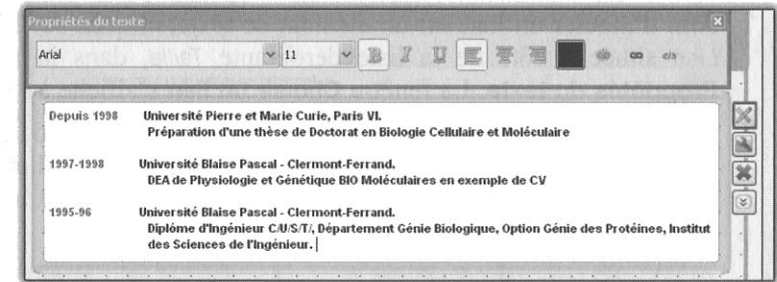 Propriétés du texte
Arial 11 B I U
Depuis 1998 Université Pierre et Marie Curie, Paris VI.
Préparation d'une thèse de Doctorat en Biologie Cellulaire et Moléculaire
1997-1998 Université Blaise Pascal - Clermont-Ferrand.
DEA de Physiologie et Génétique BIO Moléculaires en exemple de CV
1995-96 Université Blaise Pascal - Clermont-Ferrand.
Diplôme d'Ingénieur C/U/S/T/, Département Génie Biologique, Option Génie des Protéines, Institut
des Sciences de l'Ingénieur.